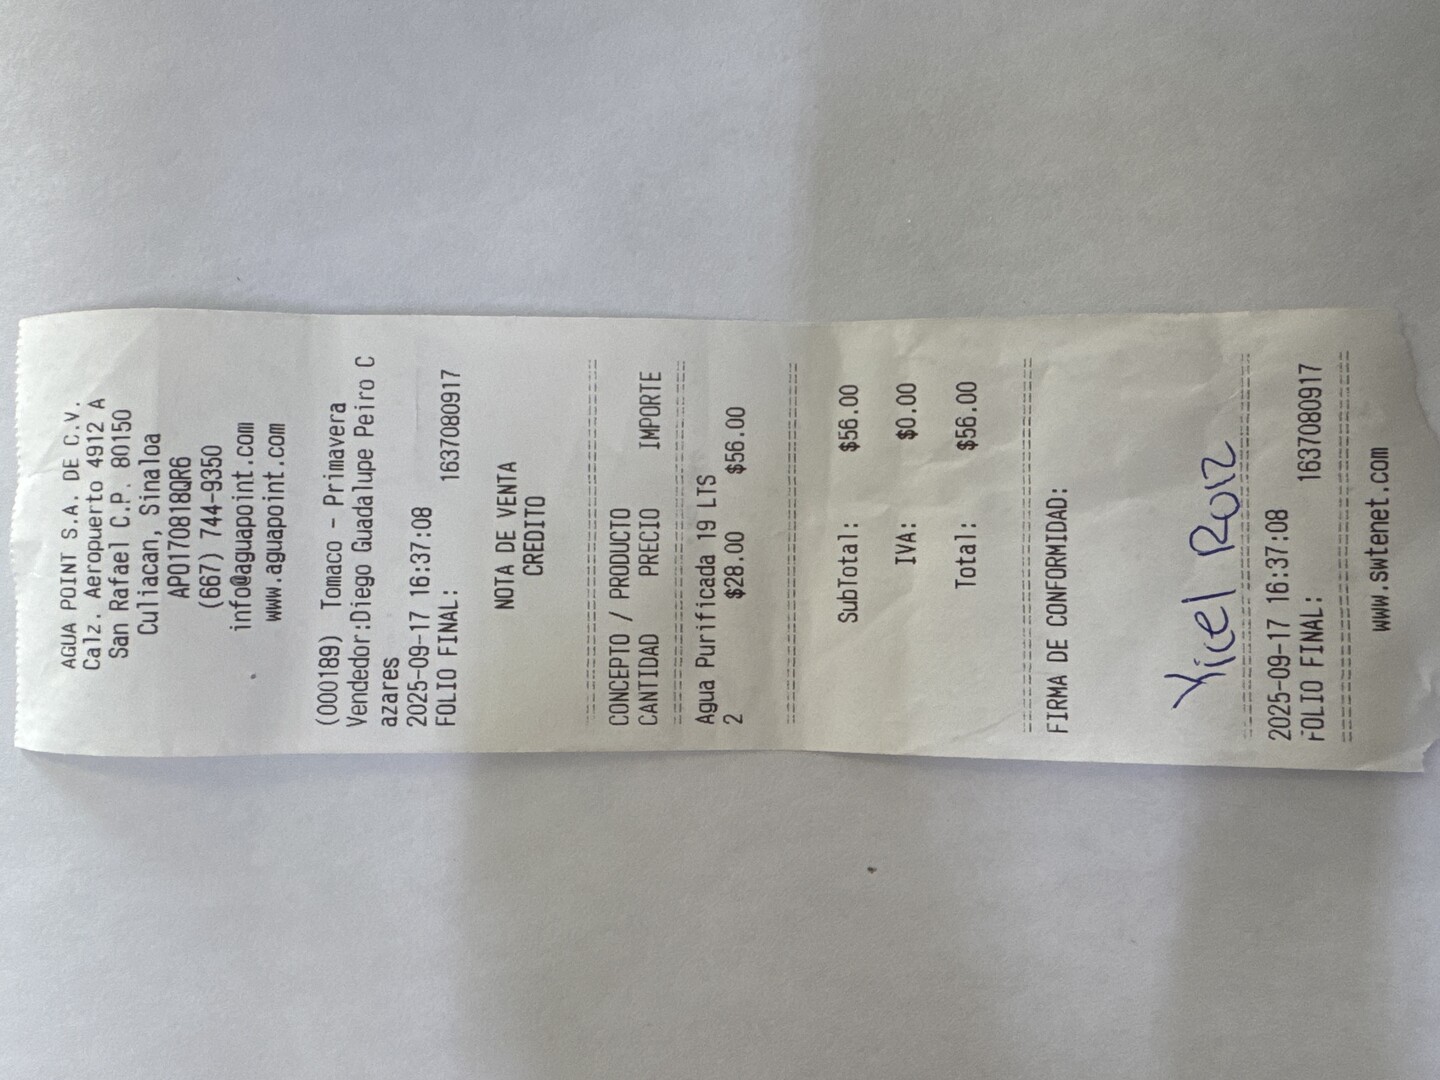 AGUA POINT S.A. DE C.V.
Calz. Aeropuerto 4912 A
San Rafael C.P. 80150
Culiacan, Sinaloa
APO170818QR6
(667) 744-9350
info@aguapoint.com
www.aguapoint.com
(000189) Tomaco - Primavera
Vendedor:Diego Guadalupe Peiro C
azares
2025-09-17 16:37:08
FOLIO FINAL: 1637080917
NOTA DE VENTA
CREDITO
CONCEPTO / PRODUCTO
CANTIDAD PRECIO IMPORTE
Agua Purificada 19 LTS
2 $28.00 $56.00
SubTotal: $56.00
IVA: $0.00
Total: $56.00
FIRMA DE CONFORMIDAD:
Yicel Ruiz
2025-09-17 16:37:08
FOLIO FINAL: 1637080917
www.swtenet.com